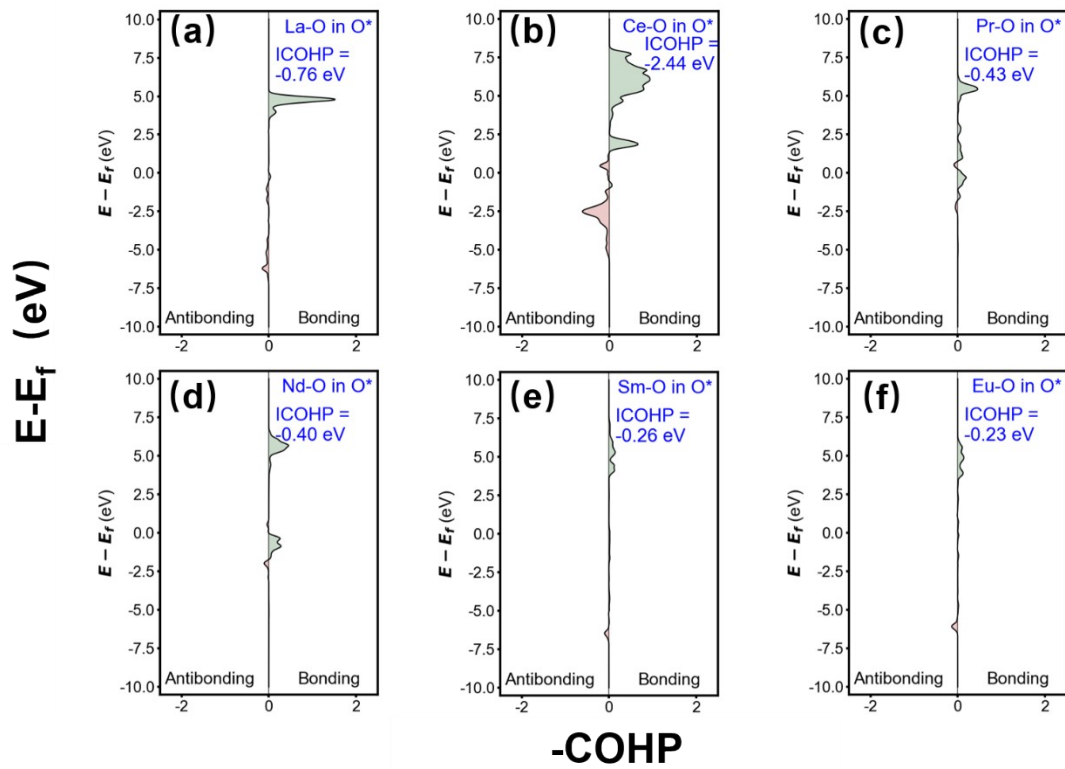 E-E_f (eV)
(a)
La-O in O*
ICOHP =
-0.76 eV
E − E_f (eV)
10.0
7.5
5.0
2.5
0.0
-2.5
-5.0
-7.5
-10.0
Antibonding Bonding
-2 0 2
(b)
Ce-O in O*
ICOHP =
-2.44 eV
E − E_f (eV)
10.0
7.5
5.0
2.5
0.0
-2.5
-5.0
-7.5
-10.0
Antibonding Bonding
-2 0 2
(c)
Pr-O in O*
ICOHP =
-0.43 eV
E − E_f (eV)
10.0
7.5
5.0
2.5
0.0
-2.5
-5.0
-7.5
-10.0
Antibonding Bonding
-2 0 2
(d)
Nd-O in O*
ICOHP =
-0.40 eV
E − E_f (eV)
10.0
7.5
5.0
2.5
0.0
-2.5
-5.0
-7.5
-10.0
Antibonding Bonding
-2 0 2
(e)
Sm-O in O*
ICOHP =
-0.26 eV
E − E_f (eV)
10.0
7.5
5.0
2.5
0.0
-2.5
-5.0
-7.5
-10.0
Antibonding Bonding
-2 0 2
(f)
Eu-O in O*
ICOHP =
-0.23 eV
E − E_f (eV)
10.0
7.5
5.0
2.5
0.0
-2.5
-5.0
-7.5
-10.0
Antibonding Bonding
-2 0 2
-COHP